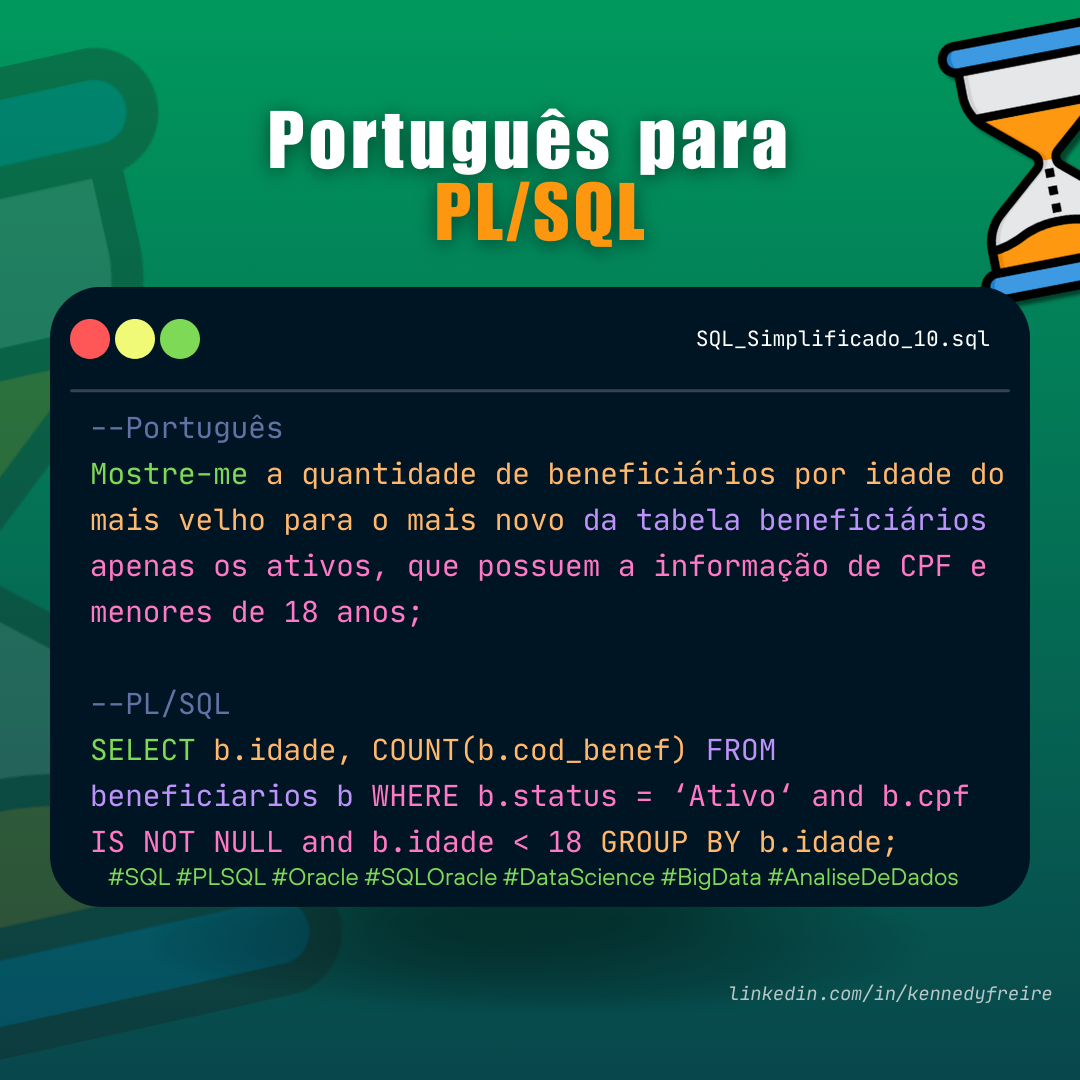 Português para
PL/SQL
SQL_Simplificado_10.sql
--Português
Mostre-me a quantidade de beneficiários por idade do
mais velho para o mais novo da tabela beneficiários
apenas os ativos, que possuem a informação de CPF e
menores de 18 anos;
--PL/SQL
SELECT b.idade, COUNT(b.cod_benef) FROM
beneficiarios b WHERE b.status = ‘Ativo‘ and b.cpf
IS NOT NULL and b.idade < 18 GROUP BY b.idade;
#SQL #PLSQL #Oracle #SQLOracle #DataScience #BigData #AnaliseDeDados
linkedin.com/in/kennedyfreire